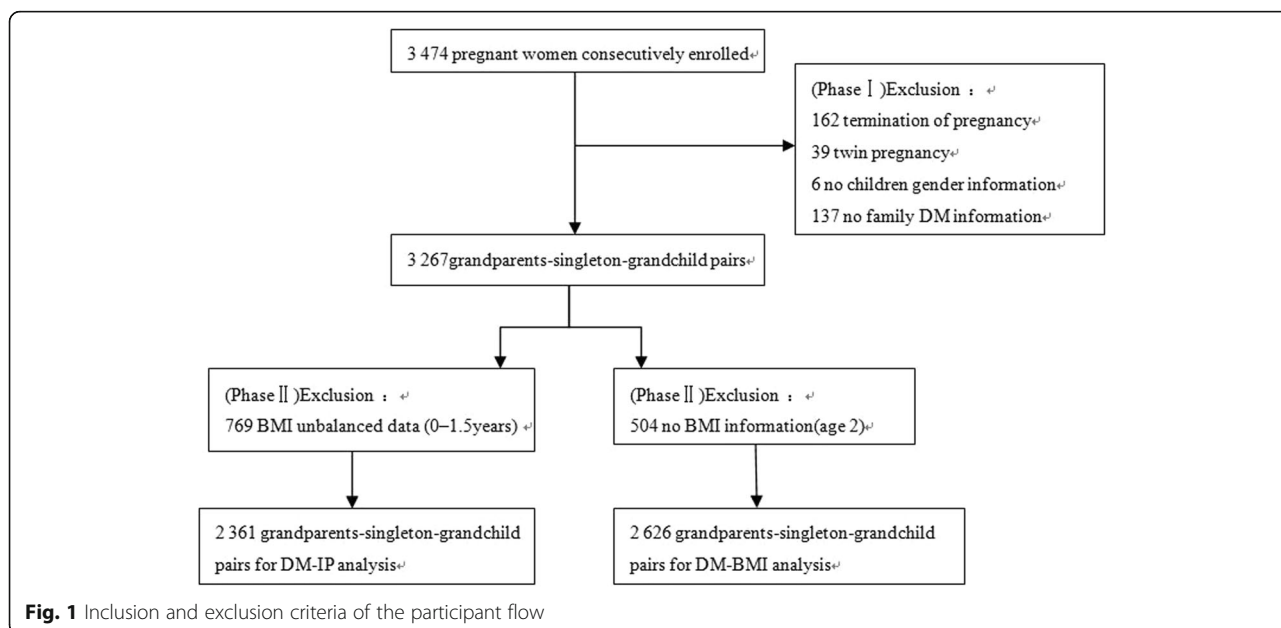 3 474 pregnant women consecutively enrolled↵
(Phase Ⅰ)Exclusion ： ↵
162 termination of pregnancy↵
39 twin pregnancy↵
6 no children gender information↵
137 no family DM information↵
3 267grandparents-singleton-grandchild pairs↵
(Phase Ⅱ)Exclusion ： ↵
769 BMI unbalanced data (0–1.5years)↵
(Phase Ⅱ)Exclusion ： ↵
504 no BMI information(age 2)↵
2 361 grandparents-singleton-grandchild
pairs for DM-IP analysis↵
2 626 grandparents-singleton-grandchild
pairs for DM-BMI analysis↵
Fig. 1 Inclusion and exclusion criteria of the participant flow